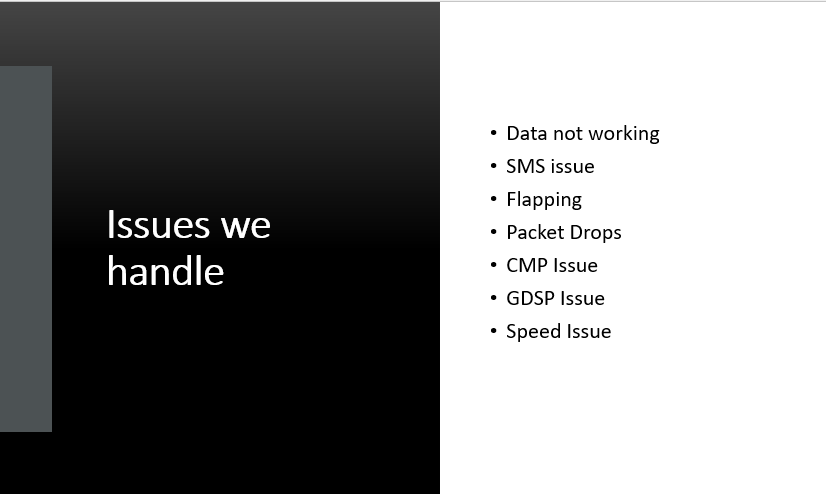 Issues we
handle
• Data not working
• SMS issue
• Flapping
• Packet Drops
• CMP Issue
• GDSP Issue
• Speed Issue